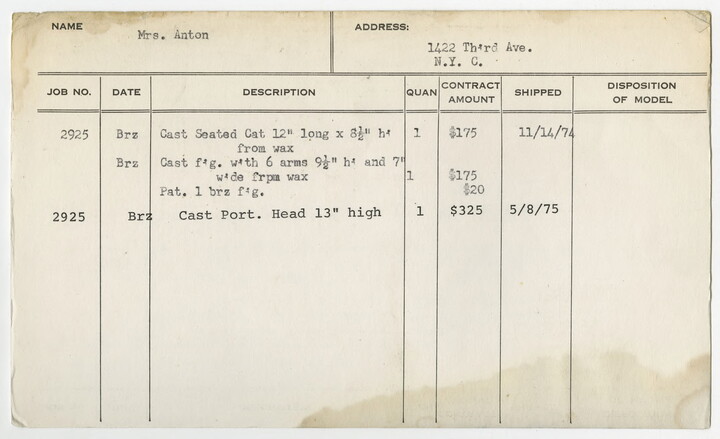 NAME Mrs. Anton ADDRESS:
1422 Third Ave.
N.Y. C.
JOB NO. DATE DESCRIPTION QUAN CONTRACT AMOUNT SHIPPED DISPOSITION OF MODEL
2925 Brz Cast Seated Cat 12" long x 8½" hi 1 $175 11/14/74
from wax
Brz Cast fig. with 6 arms 9½" hi and 7"
wide frpm wax 1 $175
Pat. 1 brz fig. $20
2925 Brz Cast Port. Head 13" high 1 $325 5/8/75